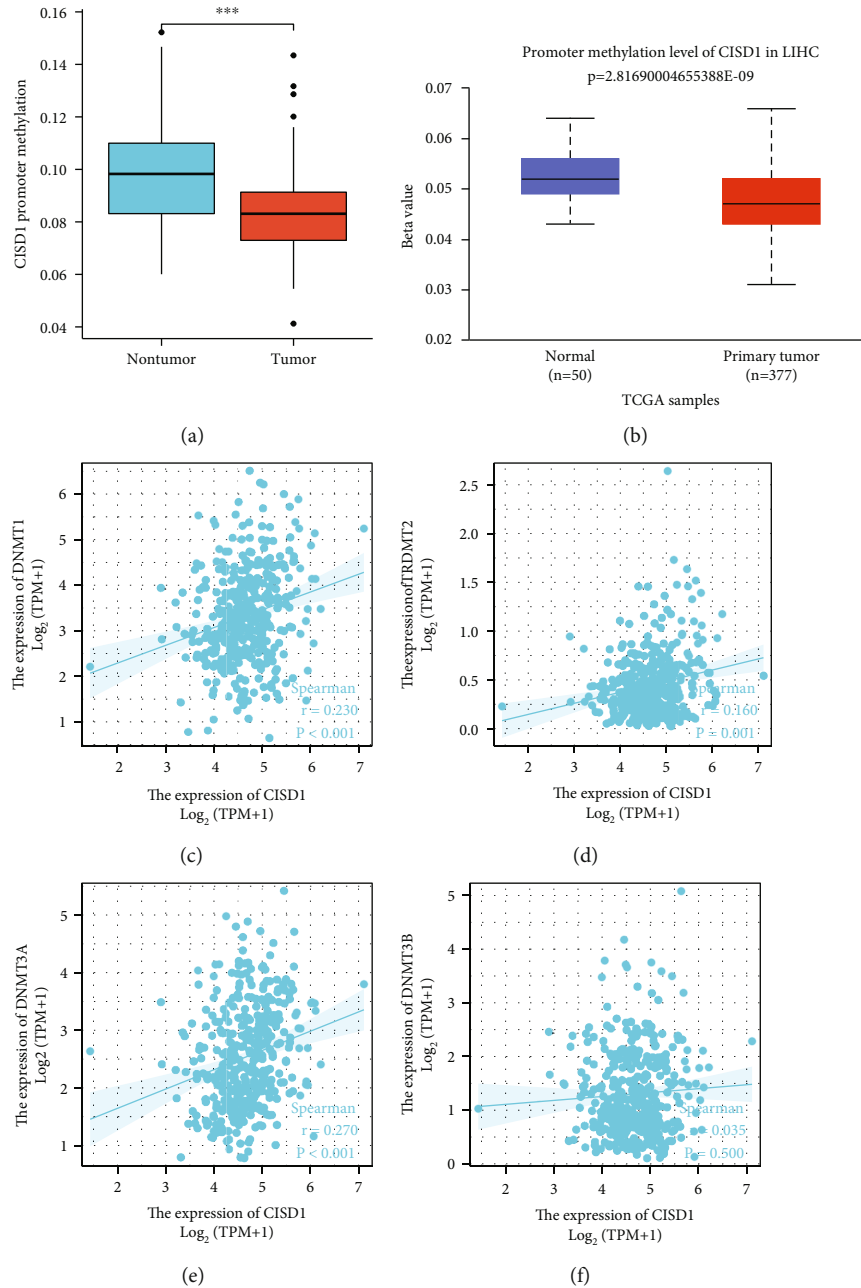 0.16
0.14
0.12
0.10
0.08
0.06
0.04
CISD1 promoter methylation
***
Nontumor
Tumor
(a)
Promoter methylation level of CISD1 in LIHC
p=2.81690004655388E-09
0.07
0.06
0.05
0.04
0.03
0.02
Beta value
Normal
(n=50)
Primary tumor
(n=377)
TCGA samples
(b)
The expression of DNMT1
Log2 (TPM+1)
6
5
4
3
2
1
Spearman
r = 0.230
P < 0.001
2 3 4 5 6 7
The expression of CISD1
Log2 (TPM+1)
(c)
TheexpressionofTRDMT2
Log2 (TPM+1)
2.5
2.0
1.5
1.0
0.5
0.0
Spearman
r = 0.160
P = 0.001
2 3 4 5 6 7
The expression of CISD1
Log2 (TPM+1)
(d)
The expression of DNMT3A
Log2 (TPM+1)
5
4
3
2
1
Spearman
r = 0.270
P < 0.001
2 3 4 5 6 7
The expression of CISD1
Log2 (TPM+1)
(e)
The expression of DNMT3B
Log2 (TPM+1)
5
4
3
2
1
0
Spearman
r = 0.035
P = 0.500
2 3 4 5 6 7
The expression of CISD1
Log2 (TPM+1)
(f)